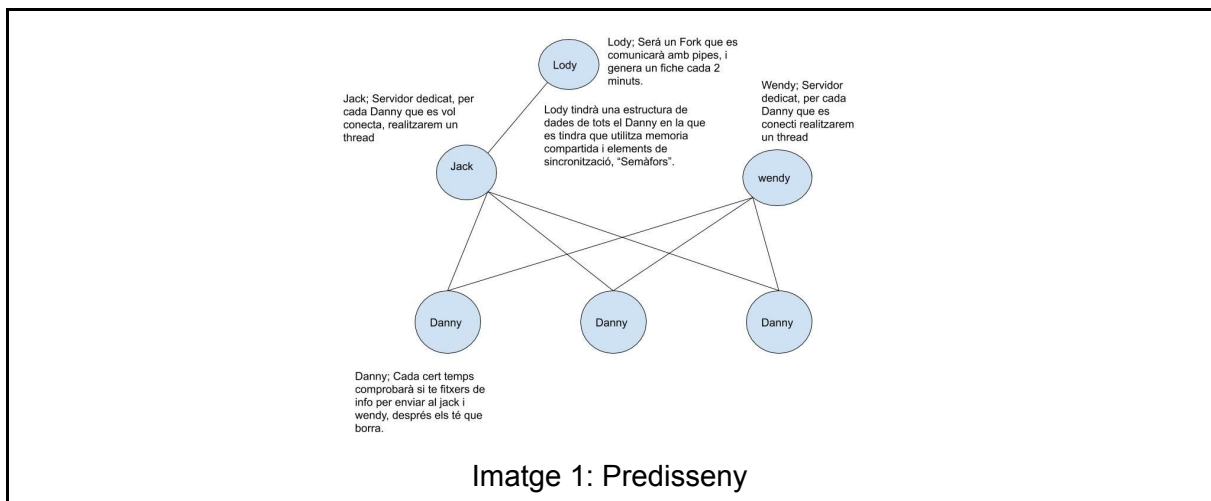 Lody; Será un Fork que es
comunicarà amb pipes, i
genera un fiche cada 2
minuts.
Lody
Jack; Servidor dedicat, per
cada Danny que es vol
conecta, realitzarem un
thread
Lody tindrà una estructura de
dades de tots el Danny en la que
es tindra que utilitza memoria
compartida i elements de
sincronització, “Semàfors”.
Wendy; Servidor
dedicat, per cada
Danny que es
conecti realitzarem
un thread
Jack
wendy
Danny
Danny
Danny
Danny; Cada cert temps
comprobarà si te fitxers de
info per enviar al jack i
wendy, després els té que
borra.
Imatge 1: Predisseny